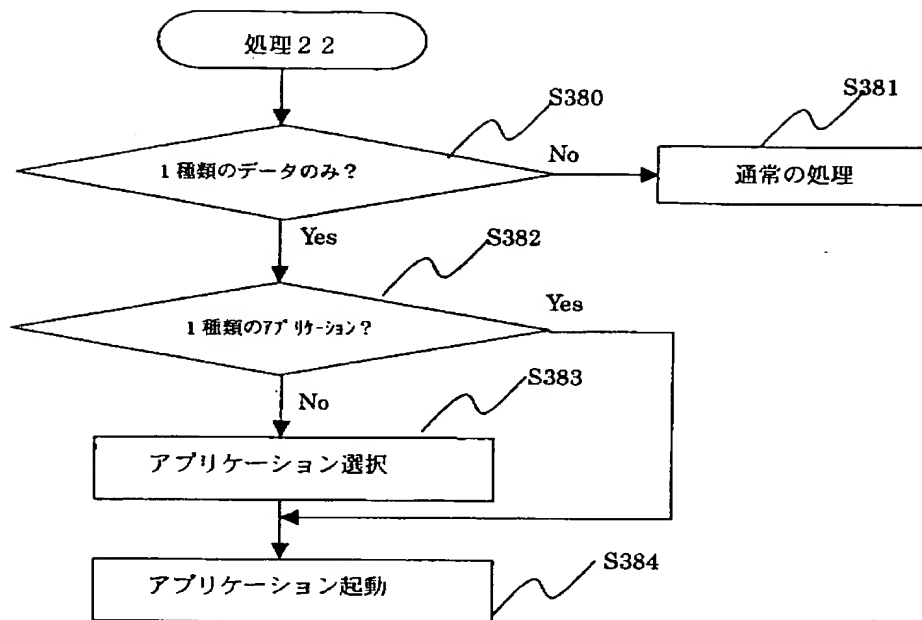 処理22
S380
S381
1種類のデータのみ?
No
通常の処理
Yes
S382
1種類のｱﾌﾟﾘｹｰｼｮﾝ?
Yes
No
S383
アプリケーション選択
アプリケーション起動
S384